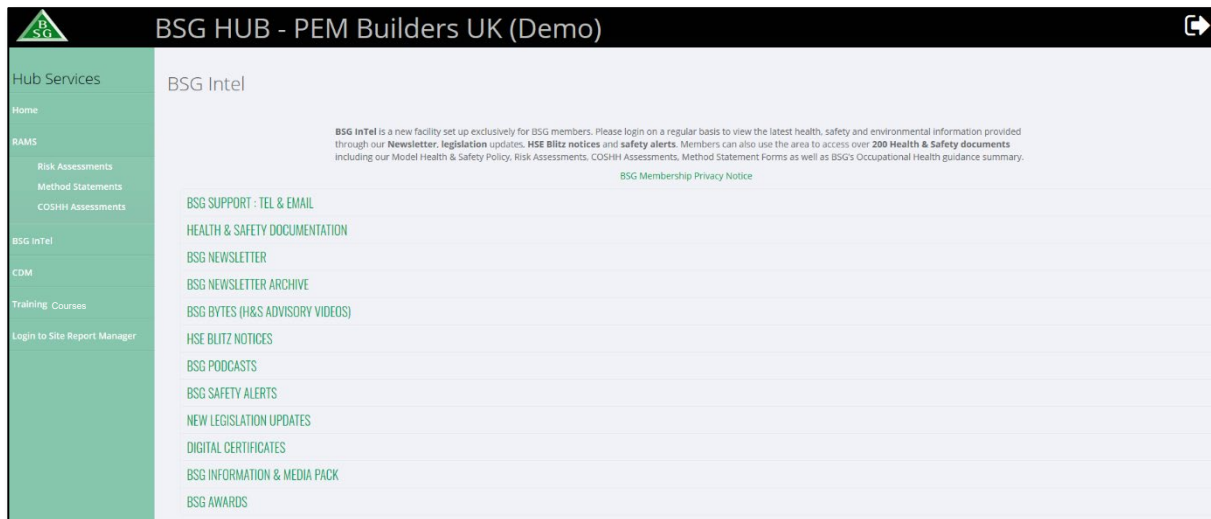 BSG
BSG HUB - PEM Builders UK (Demo)
Hub Services
Home
RAMS
Risk Assessments
Method Statements
COSHH Assessments
BSG InTel
CDM
Training Courses
Login to Site Report Manager
BSG Intel
BSG InTel is a new facility set up exclusively for BSG members. Please login on a regular basis to view the latest health, safety and environmental information provided
through our Newsletter, legislation updates, HSE Blitz notices and safety alerts. Members can also use the area to access over 200 Health & Safety documents
including our Model Health & Safety Policy, Risk Assessments, COSHH Assessments, Method Statement Forms as well as BSG's Occupational Health guidance summary.
BSG Membership Privacy Notice
BSG SUPPORT : TEL & EMAIL
HEALTH & SAFETY DOCUMENTATION
BSG NEWSLETTER
BSG NEWSLETTER ARCHIVE
BSG BYTES (H&S ADVISORY VIDEOS)
HSE BLITZ NOTICES
BSG PODCASTS
BSG SAFETY ALERTS
NEW LEGISLATION UPDATES
DIGITAL CERTIFICATES
BSG INFORMATION & MEDIA PACK
BSG AWARDS